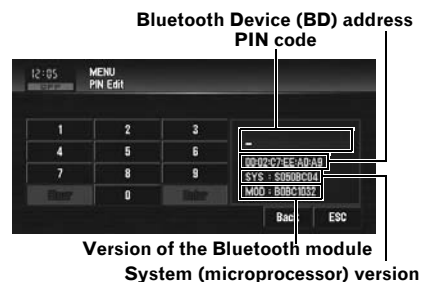 Bluetooth Device (BD) address
PIN code
12:05 MENU
OFF PIN Edit
1 2 3
4 5 6
7 8 9
Clear 0 Enter
_
00:02:C7:EE:A0:A9
SYS : S050BC04
MOD : B0BC1032
Back ESC
Version of the Bluetooth module
System (microprocessor) version